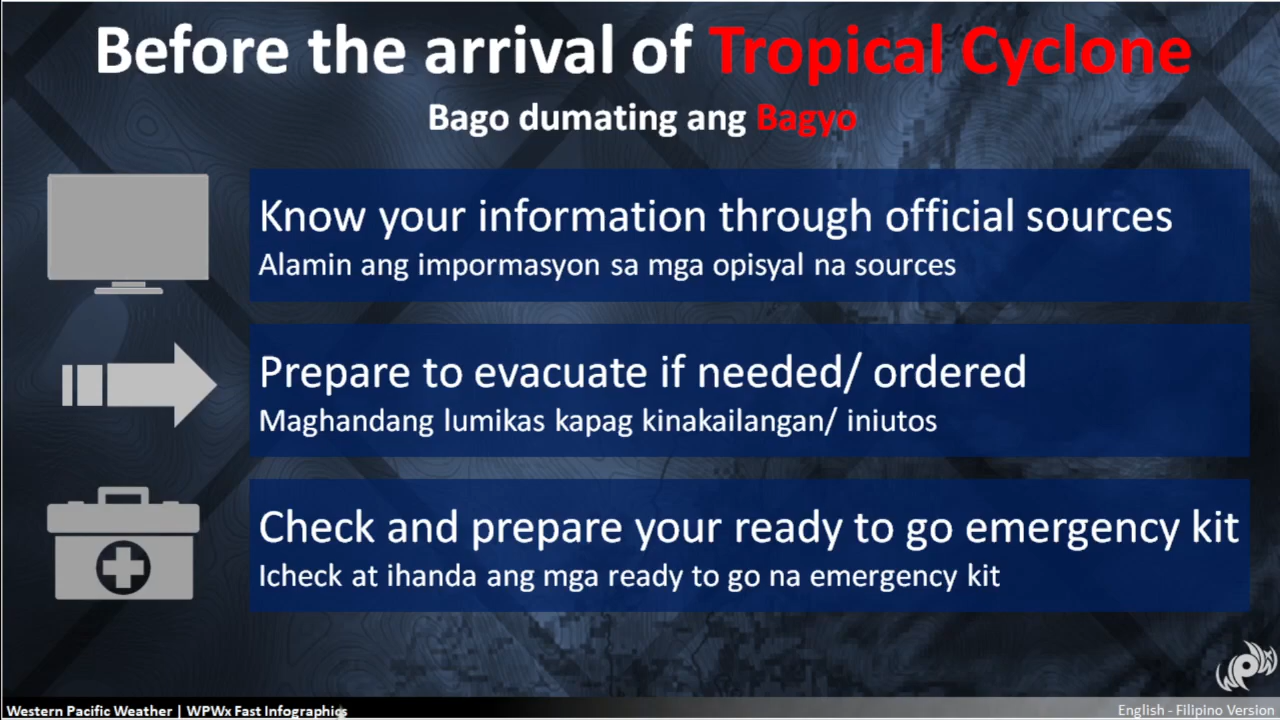 Before the arrival of Tropical Cyclone
Bago dumating ang Bagyo
Know your information through official sources
Alamin ang impormasyon sa mga opisyal na sources
Prepare to evacuate if needed/ ordered
Maghandang lumikas kapag kinakailangan/ iniutos
Check and prepare your ready to go emergency kit
Icheck at ihanda ang mga ready to go na emergency kit
Western Pacific Weather | WPWx Fast Infographics
English - Filipino Version